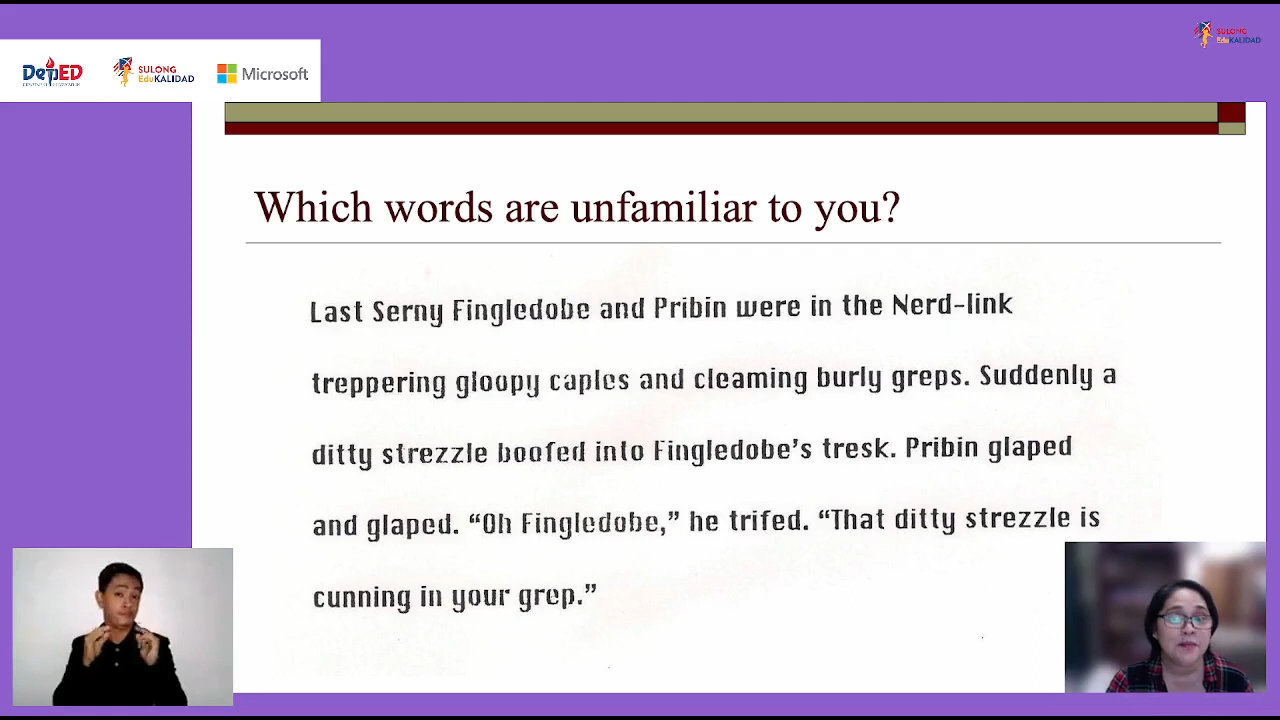 SULONG
EduKALIDAD
DepED
SULONG
EduKALIDAD
Microsoft
Which words are unfamiliar to you?
Last Serny Fingledobe and Pribin were in the Nerd-link
treppering gloopy caples and cleaming burly greps. Suddenly a
ditty strezzle boofed into Fingledobe's tresk. Pribin glaped
and glaped. “Oh Fingledobe,” he trifed. “That ditty strezzle is
cunning in your grep.”